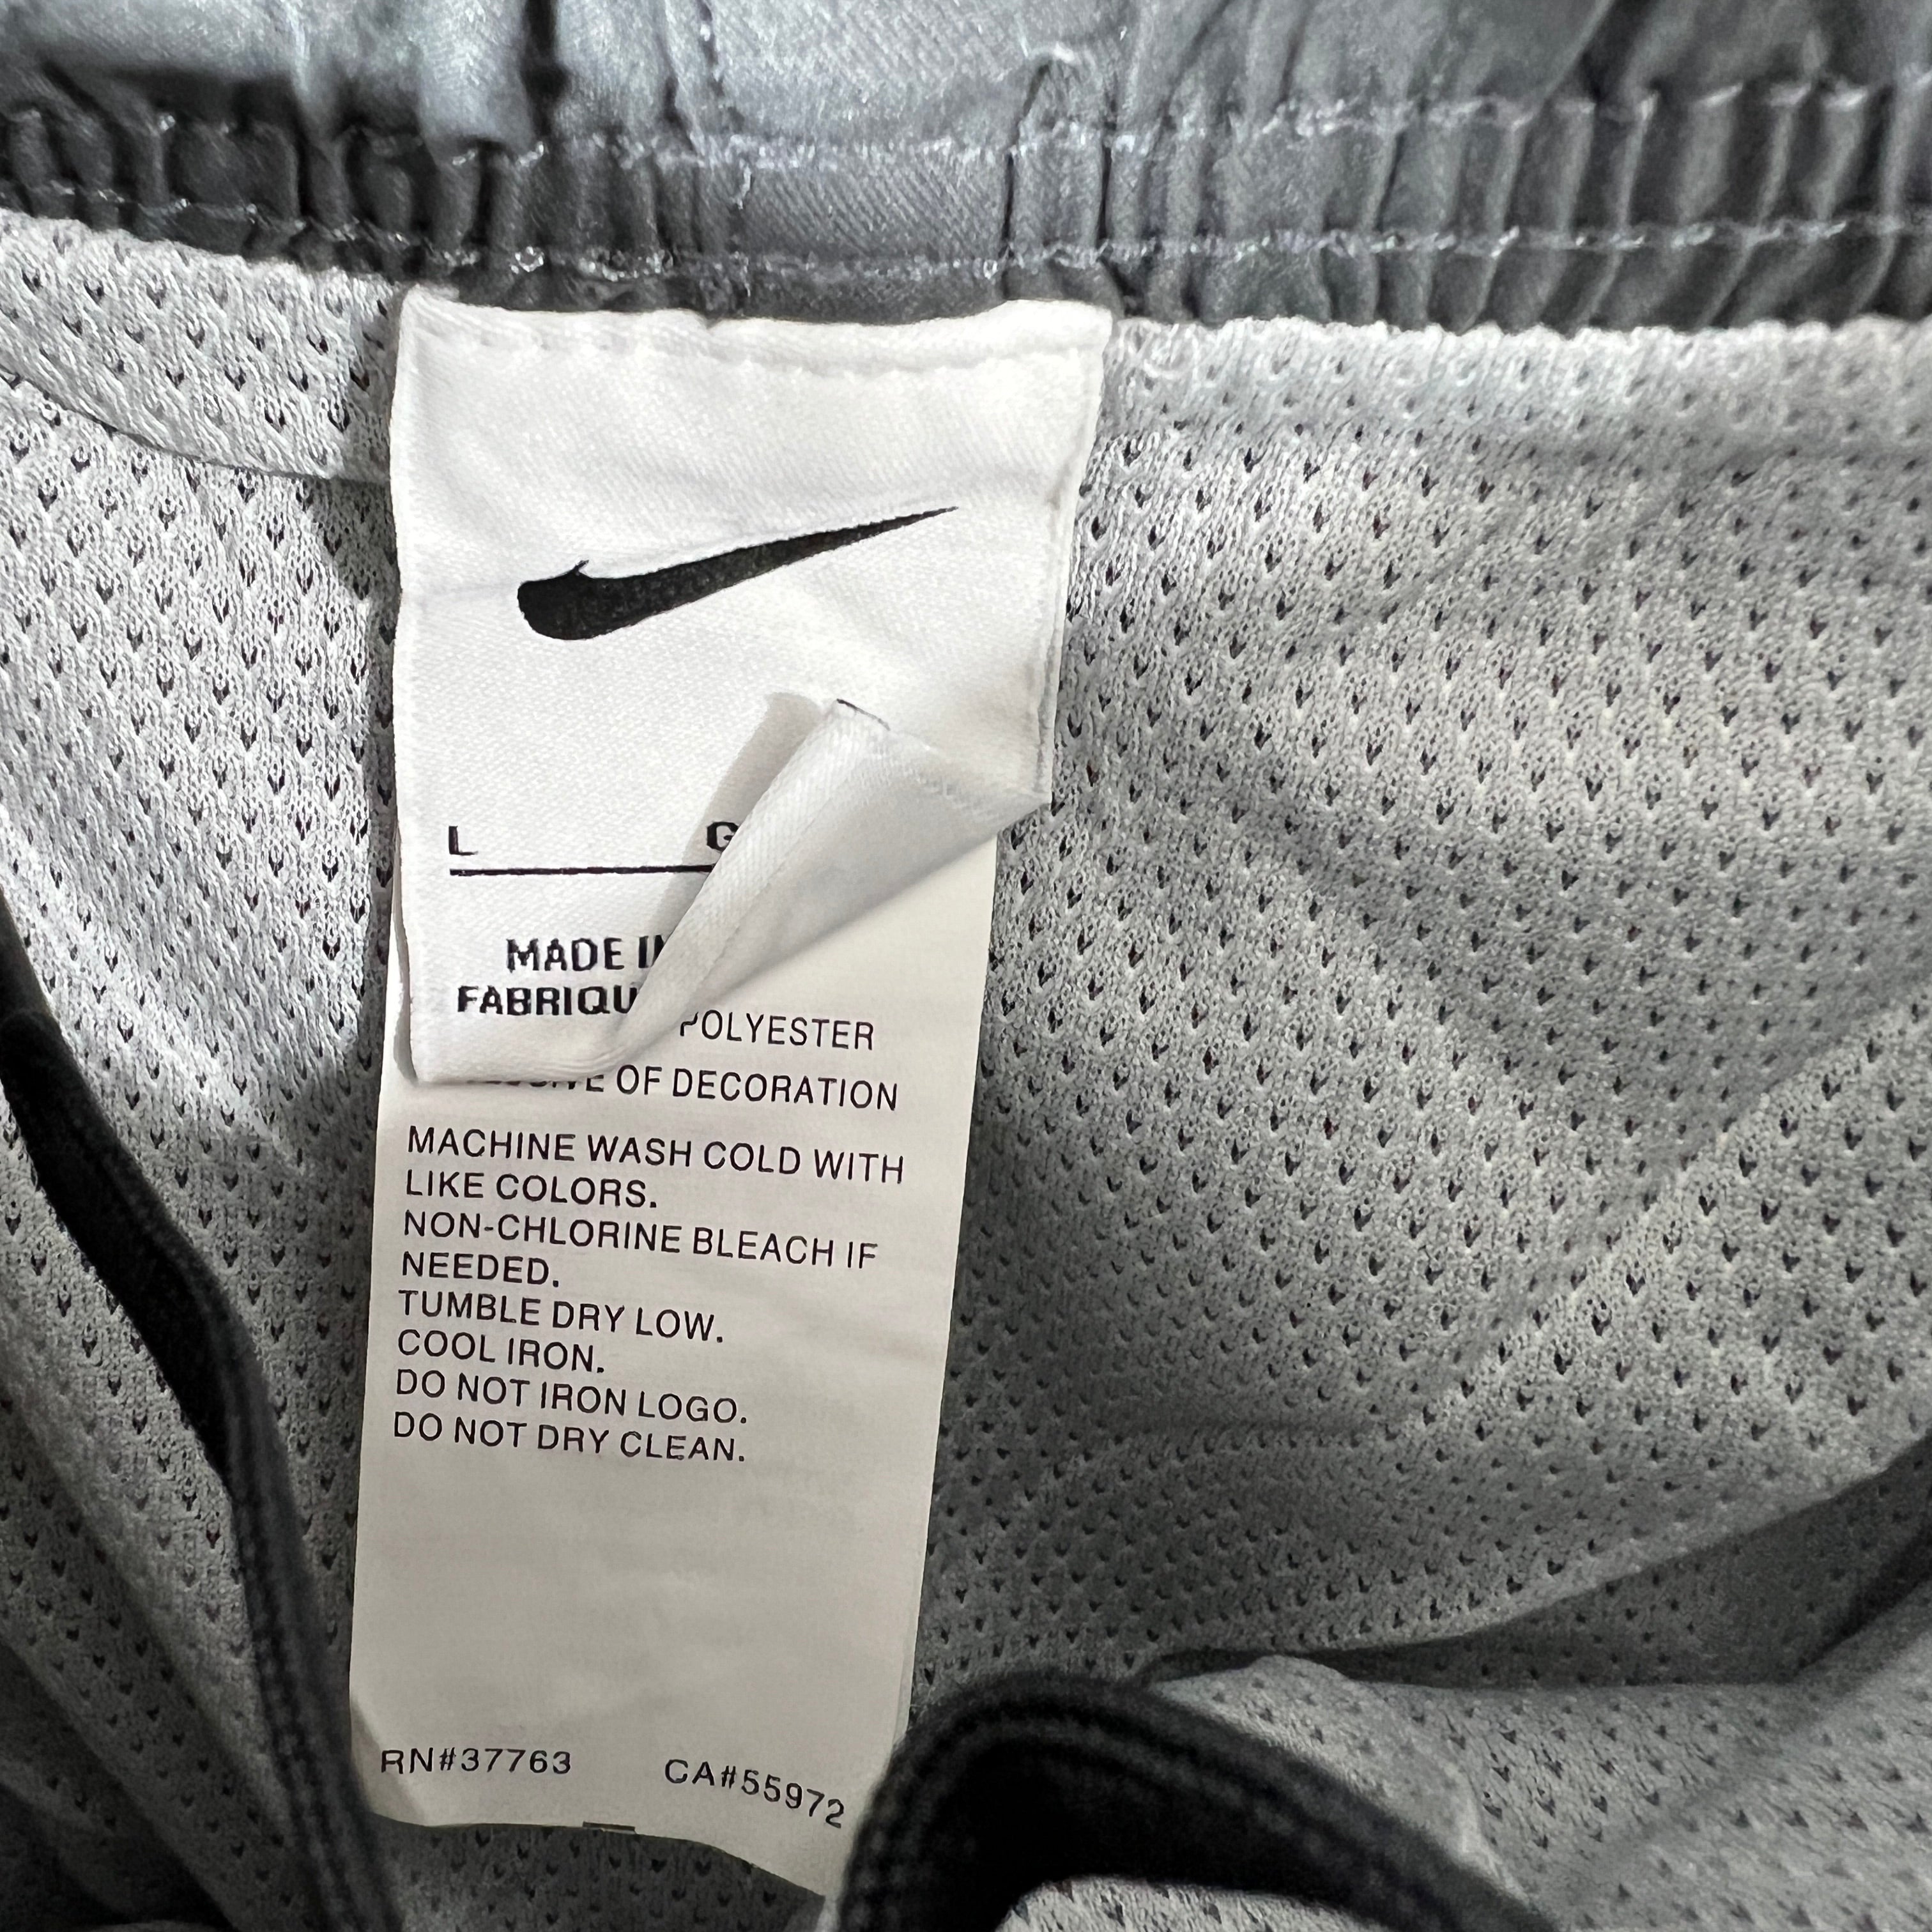 L G
MADE IN
FABRIQU
POLYESTER
OF DECORATION
MACHINE WASH COLD WITH
LIKE COLORS.
NON-CHLORINE BLEACH IF
NEEDED.
TUMBLE DRY LOW.
COOL IRON.
DO NOT IRON LOGO.
DO NOT DRY CLEAN.
RN#37763 CA#55972